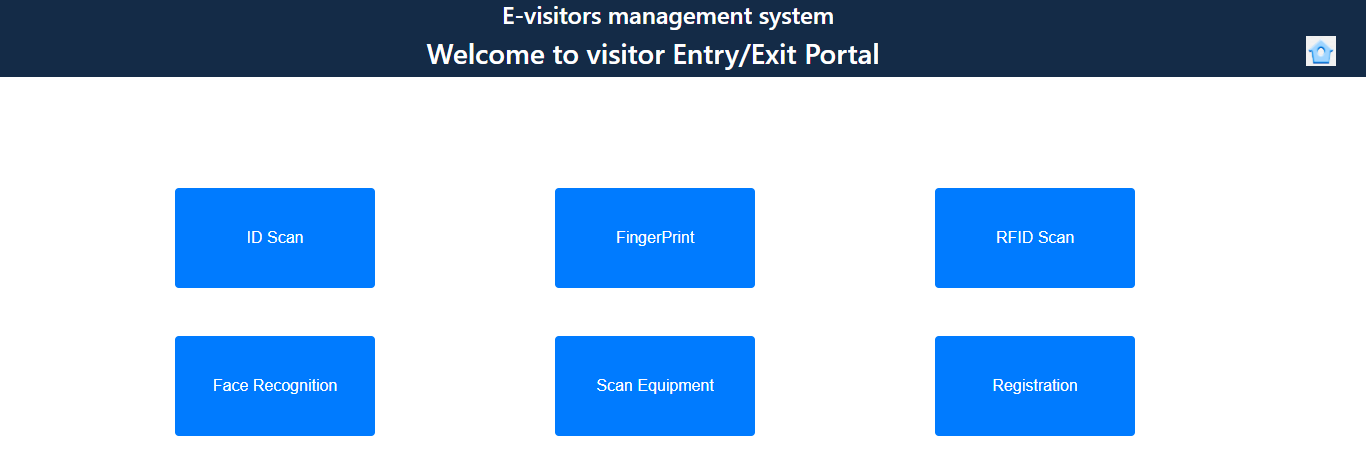 E-visitors management system
Welcome to visitor Entry/Exit Portal
ID Scan
FingerPrint
RFID Scan
Face Recognition
Scan Equipment
Registration